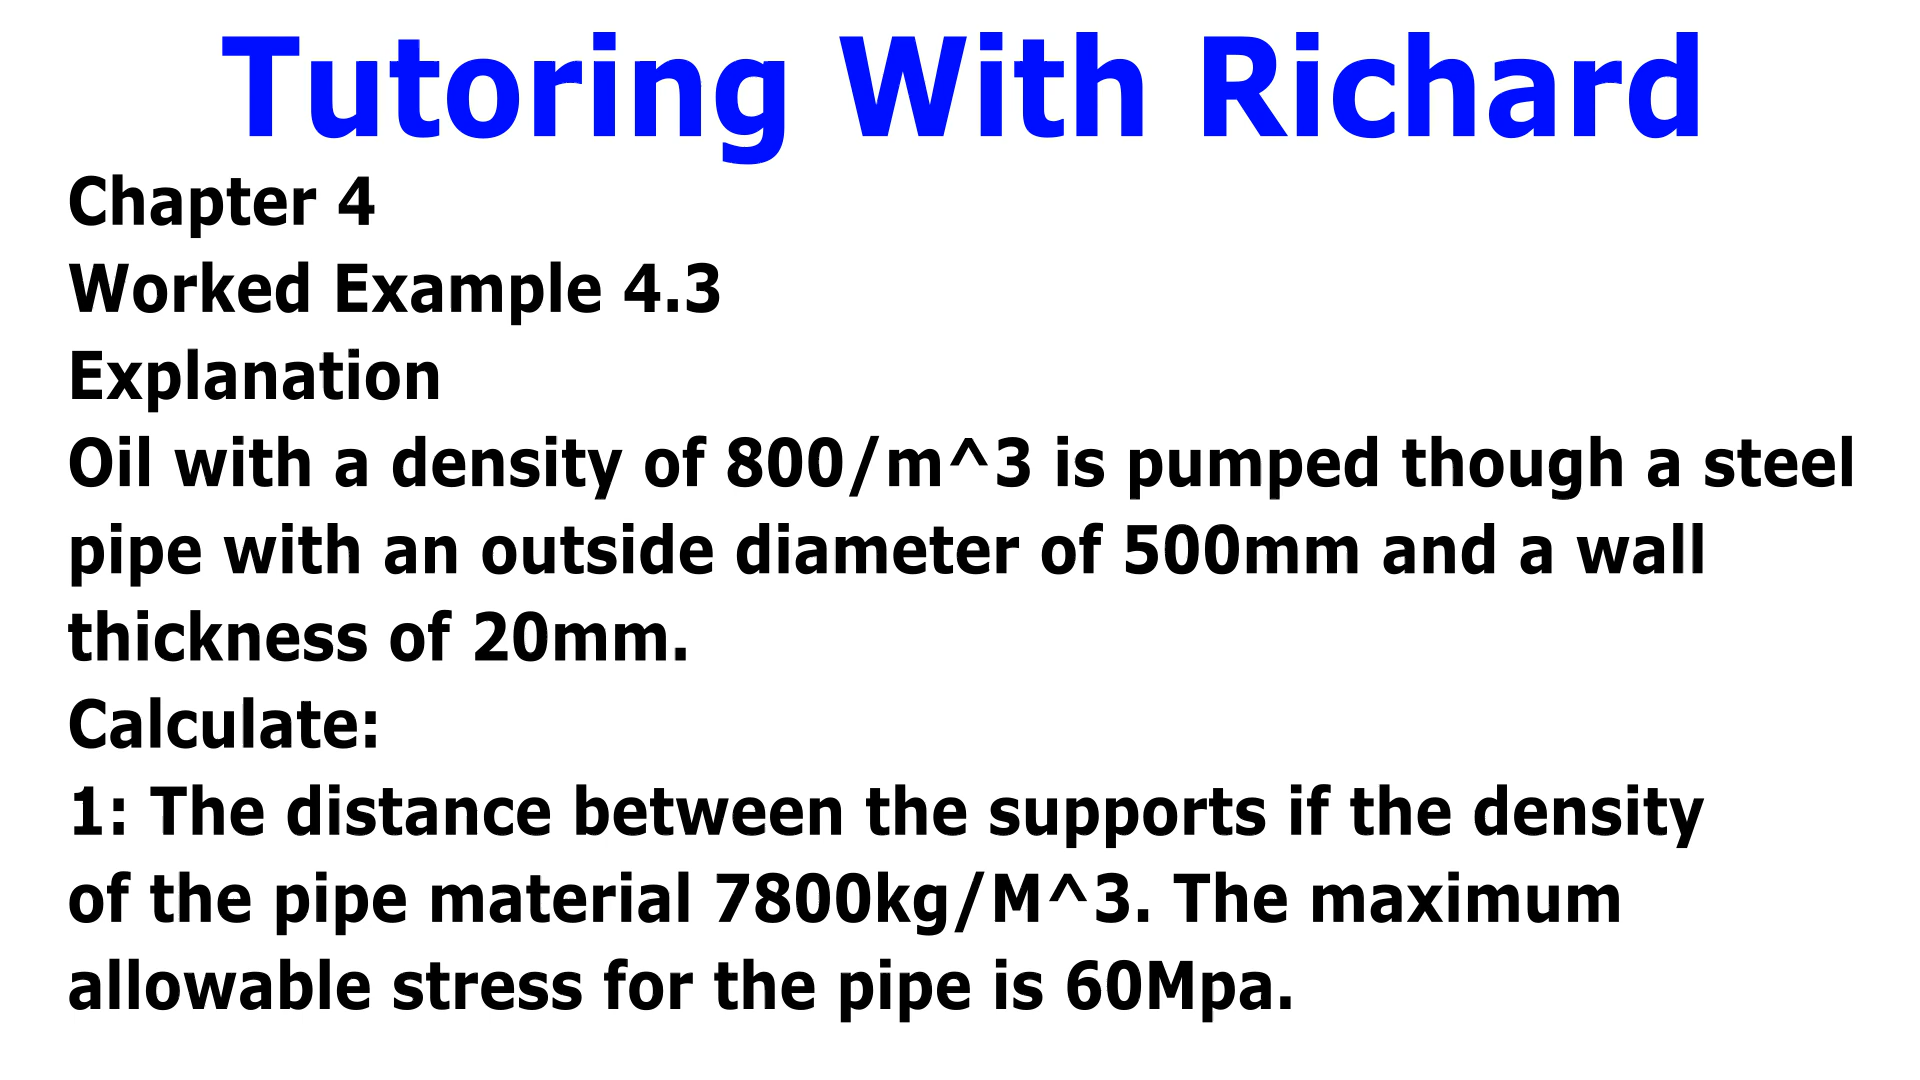 Tutoring With Richard
Chapter 4
Worked Example 4.3
Explanation
Oil with a density of 800/m^3 is pumped though a steel
pipe with an outside diameter of 500mm and a wall
thickness of 20mm.
Calculate:
1: The distance between the supports if the density
of the pipe material 7800kg/M^3. The maximum
allowable stress for the pipe is 60Mpa.